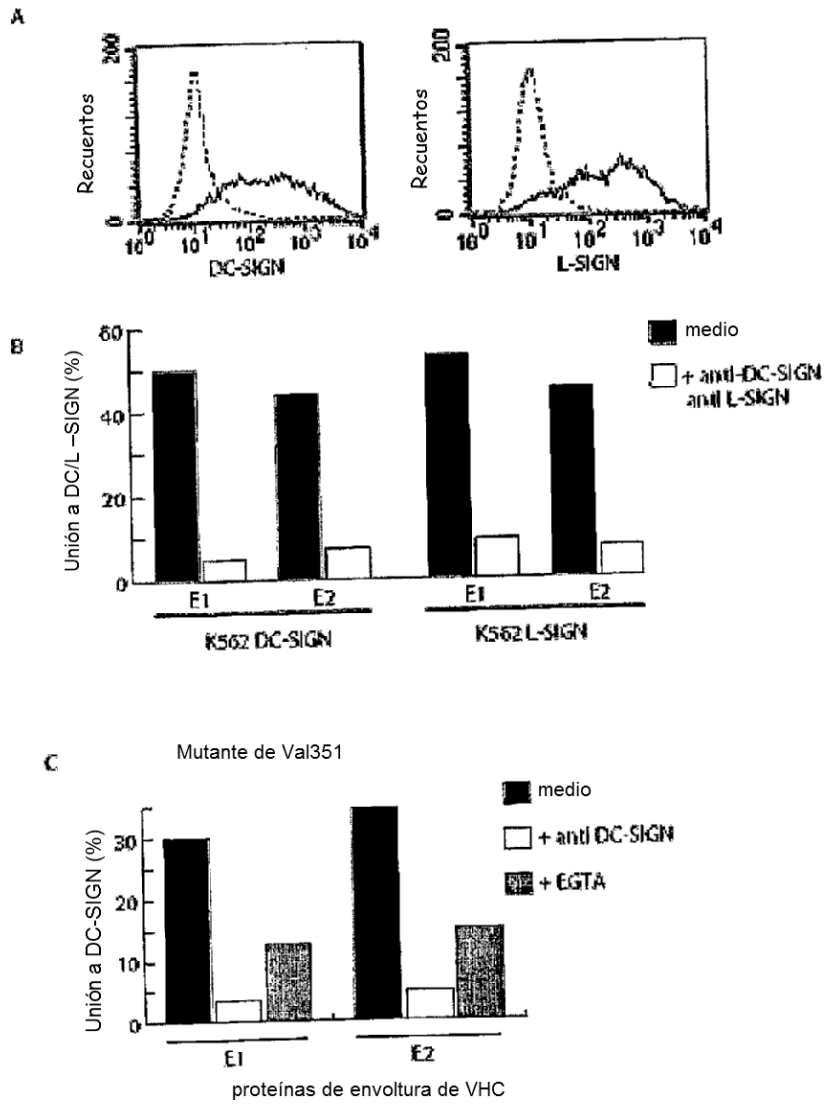 A
200
Recuentos
0
10^0 10^1 10^2 10^3 10^4
DC-SIGN
200
Recuentos
0
10^0 10^1 10^2 10^3 10^4
L-SIGN
B
Unión a DC/L –SIGN (%)
60
40
20
0
E1 E2 E1 E2
K562 DC-SIGN K562 L-SIGN
medio
+ anti-DC-SIGN
anti L-SIGN
C
Mutante de Val351
Unión a DC-SIGN (%)
30
20
10
0
E1 E2
medio
+ anti DC-SIGN
+ EGTA
proteínas de envoltura de VHC